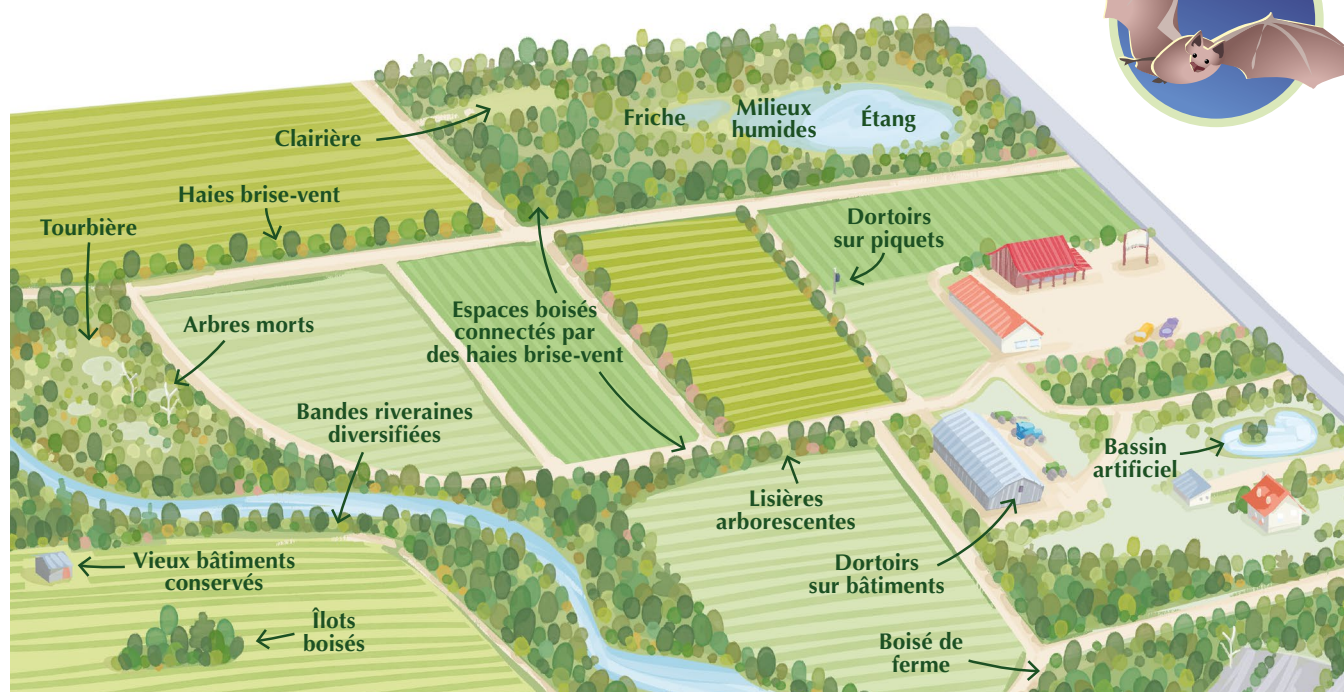 Clairière
Friche
Milieux
humides
Étang
Haies brise-vent
Tourbière
Dortoirs
sur piquets
Arbres morts
Espaces boisés
connectés par
des haies brise-vent
Bandes riveraines
diversifiées
Bassin
artificiel
Lisières
arborescentes
Vieux bâtiments
conservés
Dortoirs
sur bâtiments
Îlots
boisés
Boisé de
ferme